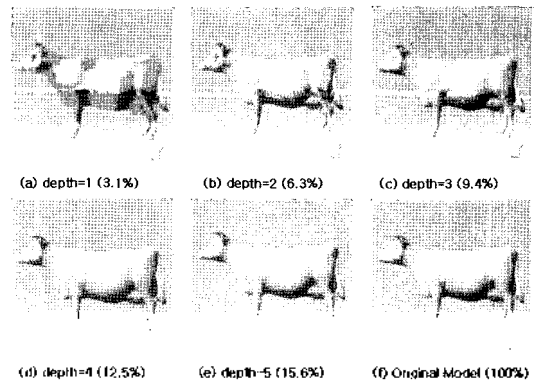 (a) depth=1 (3.1%)
(b) depth=2 (6.3%)
(c) depth=3 (9.4%)
(d) depth=4 (12.5%)
(e) depth=5 (15.6%)
(f) Original Model (100%)